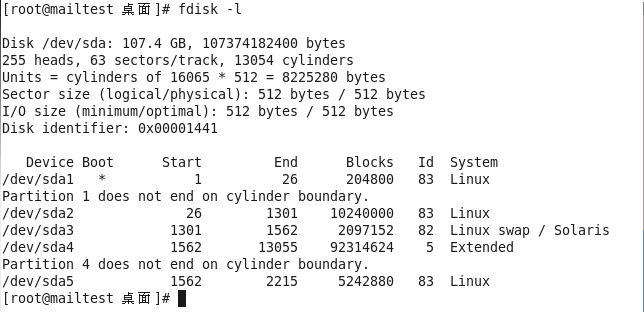 [root@mailtest 桌面]# fdisk -l
Disk /dev/sda: 107.4 GB, 107374182400 bytes
255 heads, 63 sectors/track, 13054 cylinders
Units = cylinders of 16065 * 512 = 8225280 bytes
Sector size (logical/physical): 512 bytes / 512 bytes
I/O size (minimum/optimal): 512 bytes / 512 bytes
Disk identifier: 0x00001441
Device Boot Start End Blocks Id System
/dev/sda1 * 1 26 204800 83 Linux
Partition 1 does not end on cylinder boundary.
/dev/sda2 26 1301 10240000 83 Linux
/dev/sda3 1301 1562 2097152 82 Linux swap / Solaris
/dev/sda4 1562 13055 92314624 5 Extended
Partition 4 does not end on cylinder boundary.
/dev/sda5 1562 2215 5242880 83 Linux
[root@mailtest 桌面]#